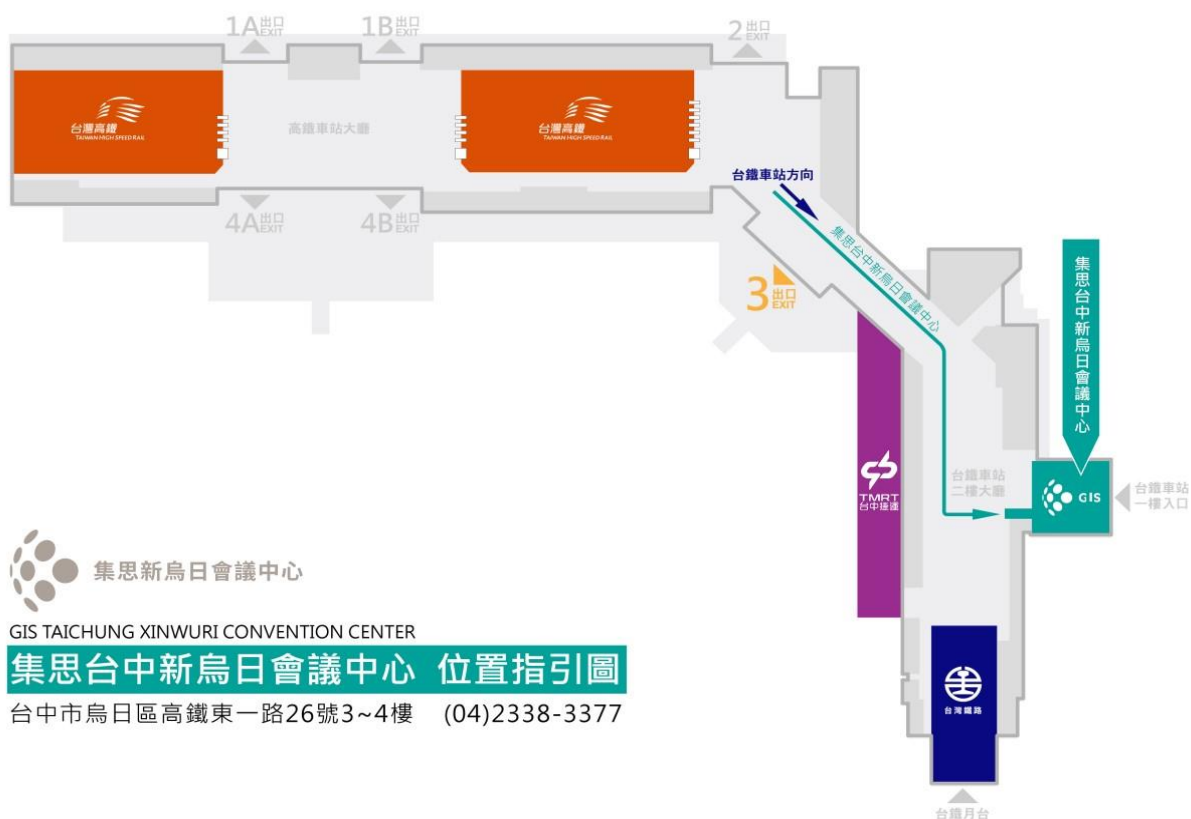 1A出口 EXIT
1B出口 EXIT
2出口 EXIT
台灣高鐵
TAIWAN HIGH SPEED RAIL
高鐵車站大廳
台灣高鐵
TAIWAN HIGH SPEED RAIL
台鐵車站方向
4A出口 EXIT
4B出口 EXIT
3出口 EXIT
集思台中新烏日會議中心
集思台中新烏日會議中心
TMRT
台中捷運
台鐵車站
二樓大廳
GIS
台鐵車站
一樓入口
集思新烏日會議中心
GIS TAICHUNG XINWURI CONVENTION CENTER
集思台中新烏日會議中心 位置指引圖
台中市烏日區高鐵東一路26號3~4樓 (04)2338-3377
台灣鐵路
台鐵月台